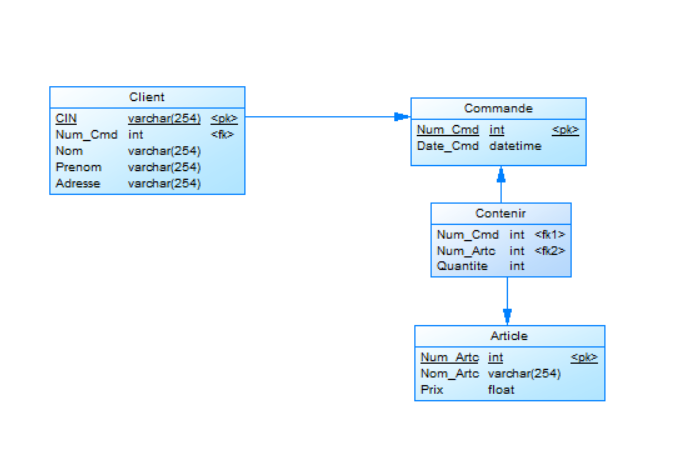 Client
CIN varchar(254) <pk>
Num_Cmd int <fk>
Nom varchar(254)
Prenom varchar(254)
Adresse varchar(254)
Commande
Num_Cmd int <pk>
Date_Cmd datetime
Contenir
Num_Cmd int <fk1>
Num_Artc int <fk2>
Quantite int
Article
Num_Artc int <pk>
Nom_Artc varchar(254)
Prix float